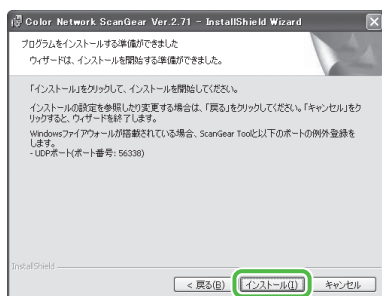 Color Network ScanGear Ver.2.71 - InstallShield Wizard
プログラムをインストールする準備ができました
ウィザードは、インストールを開始する準備ができました。
「インストール」をクリックして、インストールを開始してください。
インストールの設定を参照したり変更する場合は、「戻る」をクリックしてください。「キャンセル」をク
リックすると、ウィザードを終了します。
Windowsファイアウォールが搭載されている場合、ScanGear Toolと以下のポートの例外登録を
します。
- UDPポート(ポート番号: 56338)
InstallShield
< 戻る(B) インストール(I) キャンセル